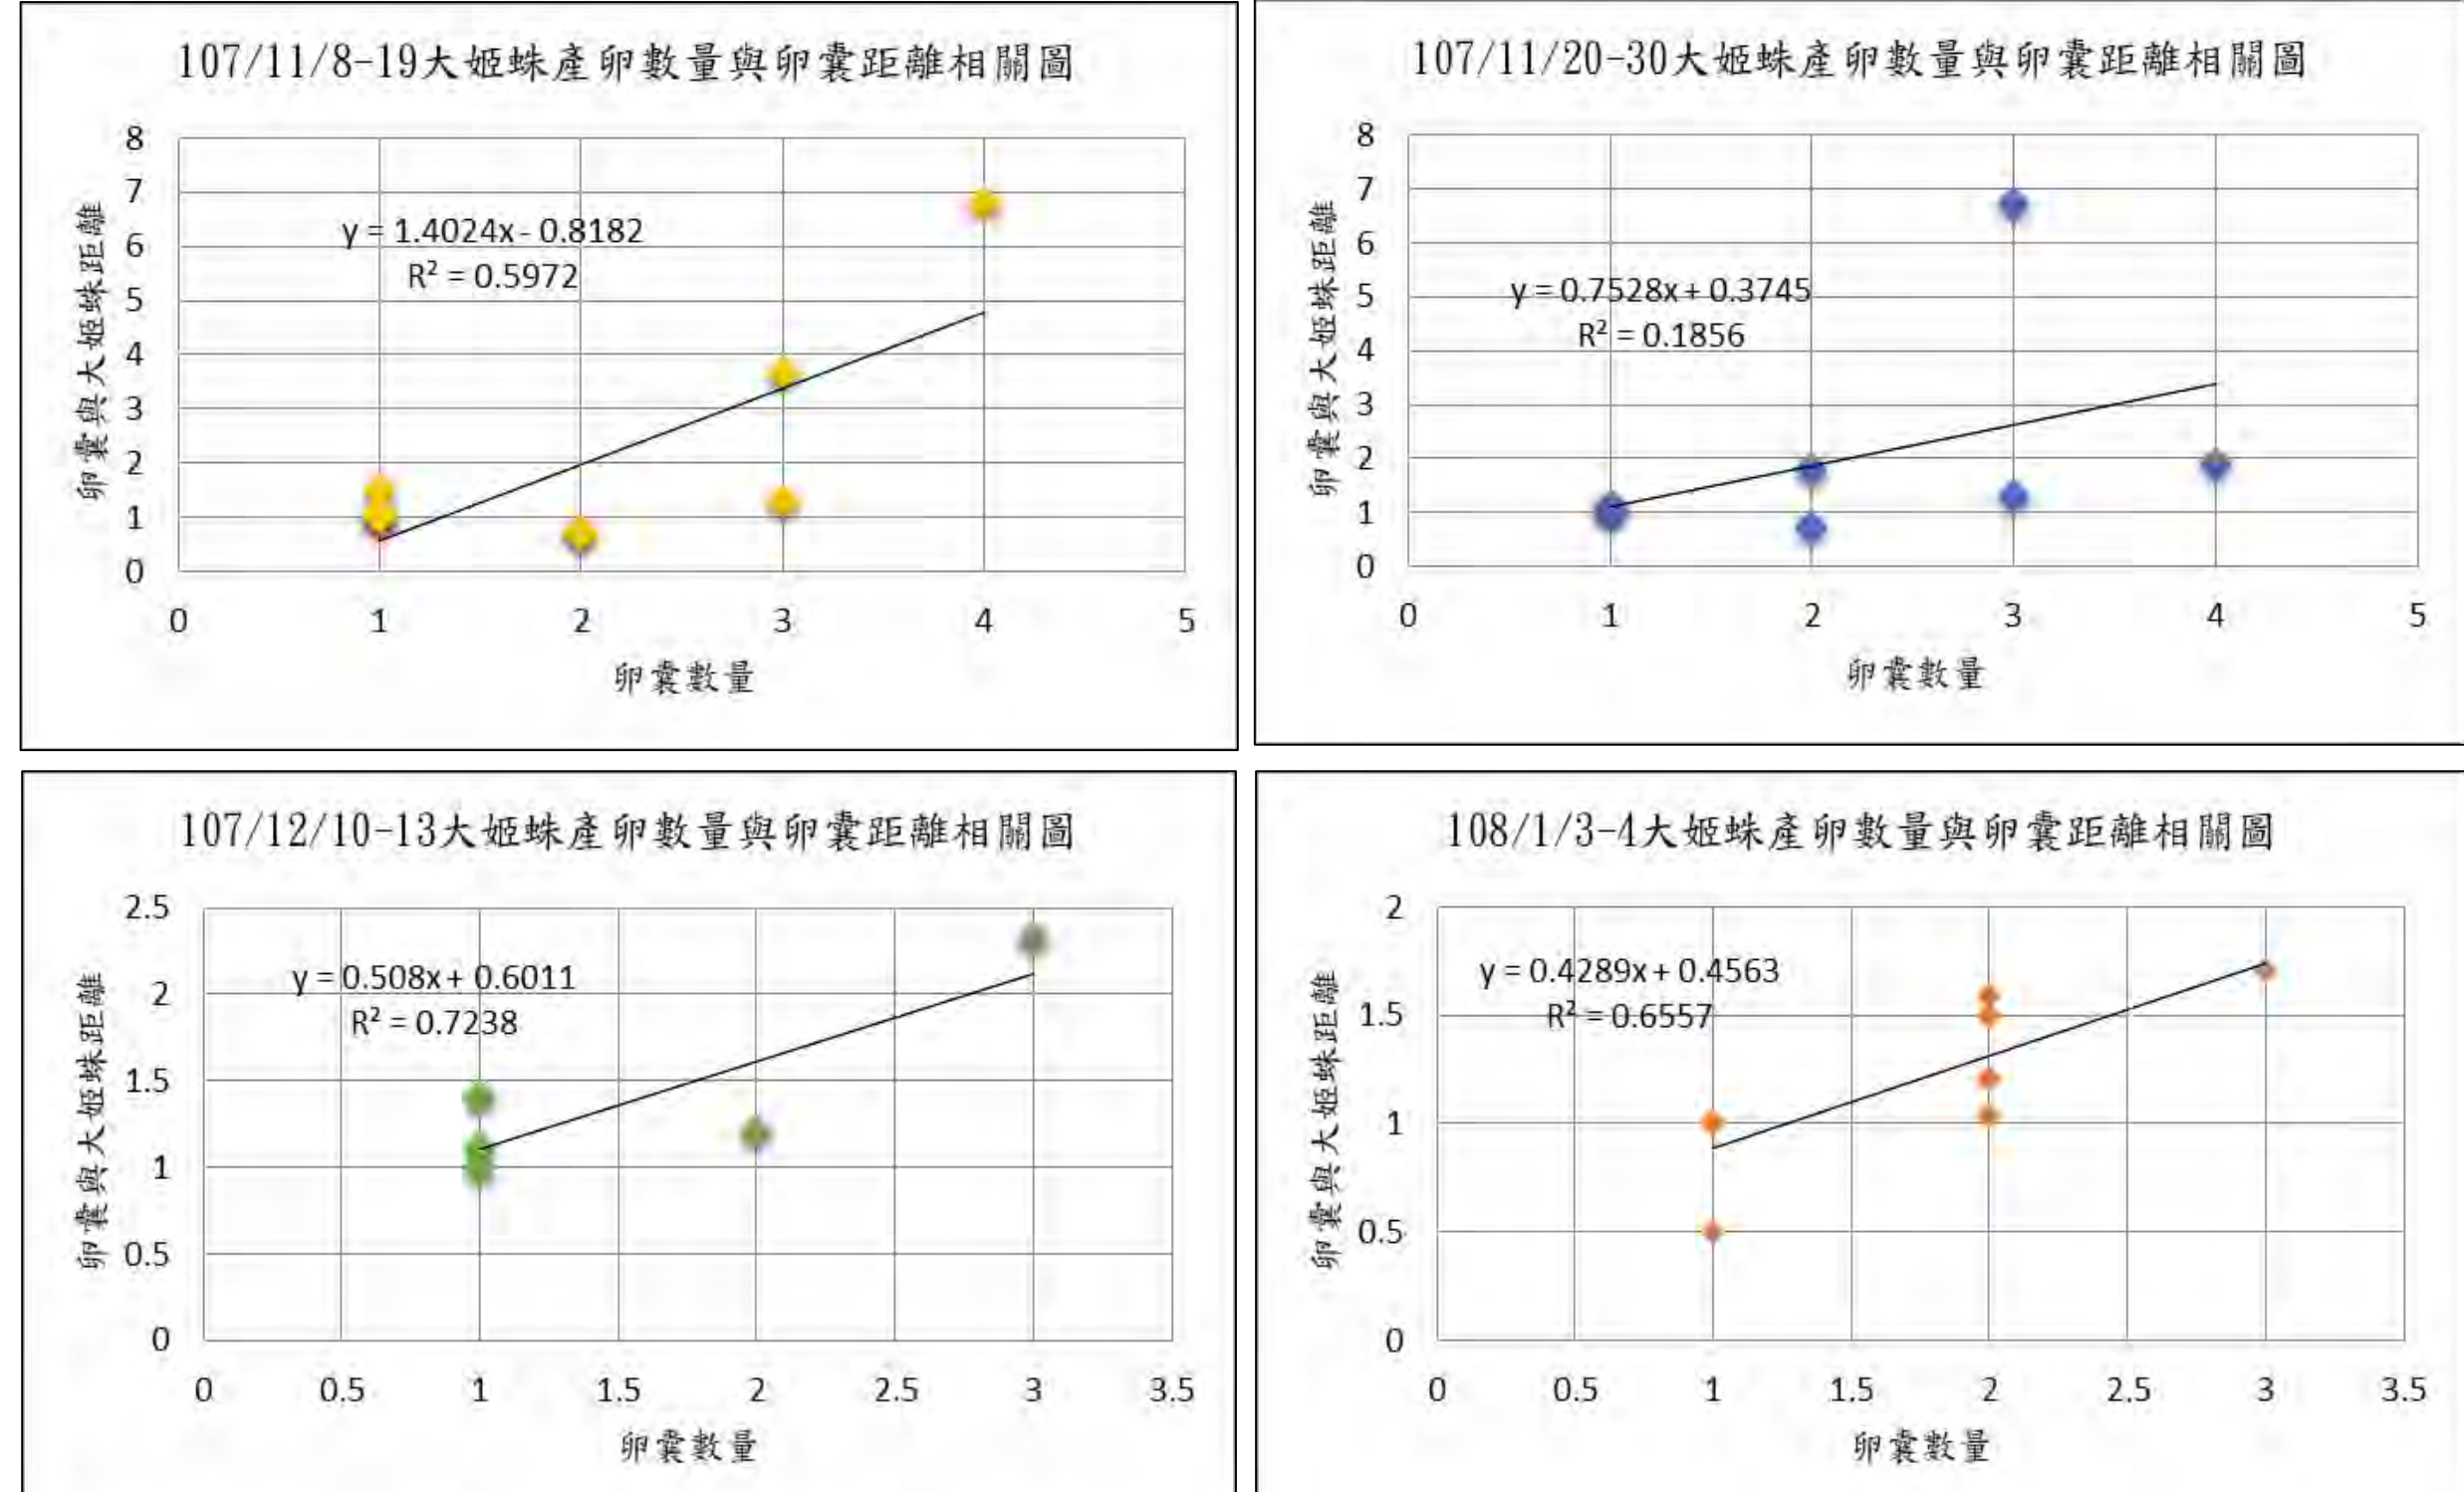 107/11/8-19大姬蛛產卵數量與卵囊距離相關圖
8
7
6
5
4
3
2
1
0
y = 1.4024x - 0.8182
R² = 0.5972
卵囊與大姬蛛距離
0 1 2 3 4 5
卵囊數量
107/11/20-30大姬蛛產卵數量與卵囊距離相關圖
8
7
6
5
4
3
2
1
0
y = 0.7528x + 0.3745
R² = 0.1856
卵囊與大姬蛛距離
0 1 2 3 4 5
卵囊數量
107/12/10-13大姬蛛產卵數量與卵囊距離相關圖
2.5
2
1.5
1
0.5
0
y = 0.508x + 0.6011
R² = 0.7238
卵囊與大姬蛛距離
0 0.5 1 1.5 2 2.5 3 3.5
卵囊數量
108/1/3-4大姬蛛產卵數量與卵囊距離相關圖
2
1.5
1
0.5
0
y = 0.4289x + 0.4563
R² = 0.6557
卵囊與大姬蛛距離
0 0.5 1 1.5 2 2.5 3 3.5
卵囊數量